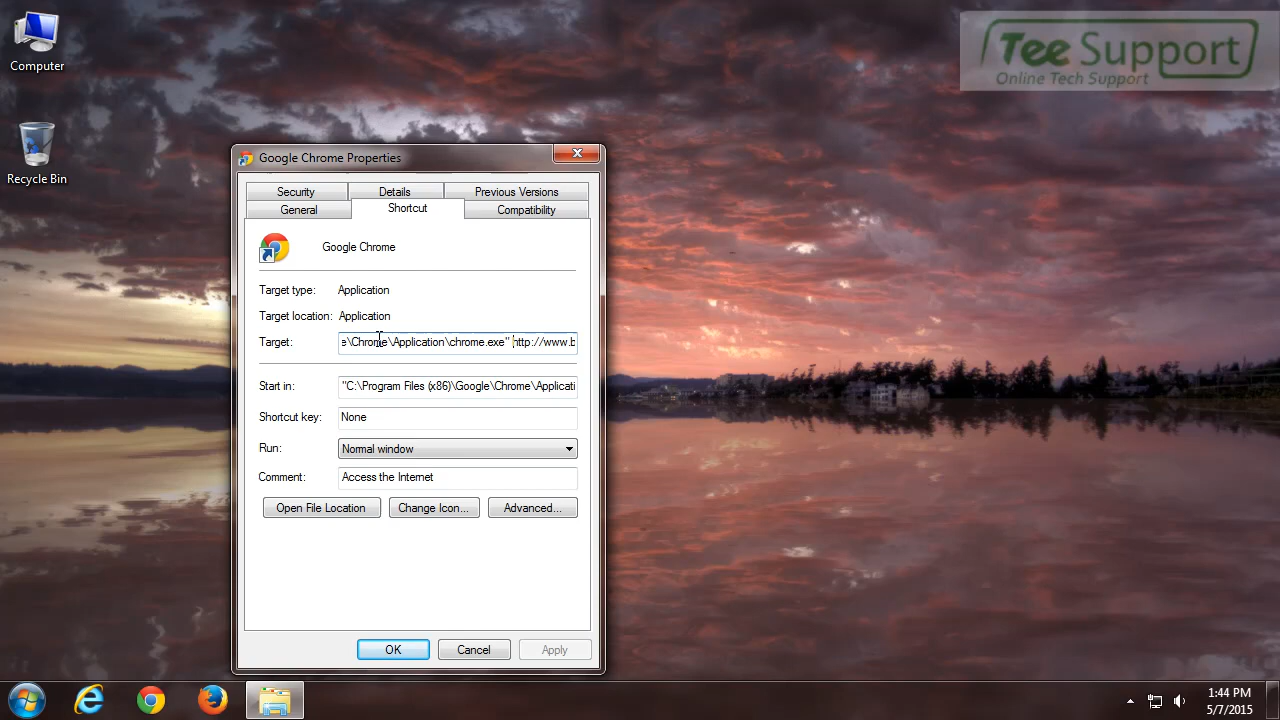 Computer
Recycle Bin
Tee Support
Online Tech Support
Google Chrome Properties
Security Details Previous Versions
General Shortcut Compatibility
Google Chrome
Target type: Application
Target location: Application
Target: e\Chrome\Application\chrome.exe" http://www.b
Start in: "C:\Program Files (x86)\Google\Chrome\Applicati
Shortcut key: None
Run: Normal window
Comment: Access the Internet
Open File Location Change Icon... Advanced...
OK Cancel Apply
1:44 PM
5/7/2015